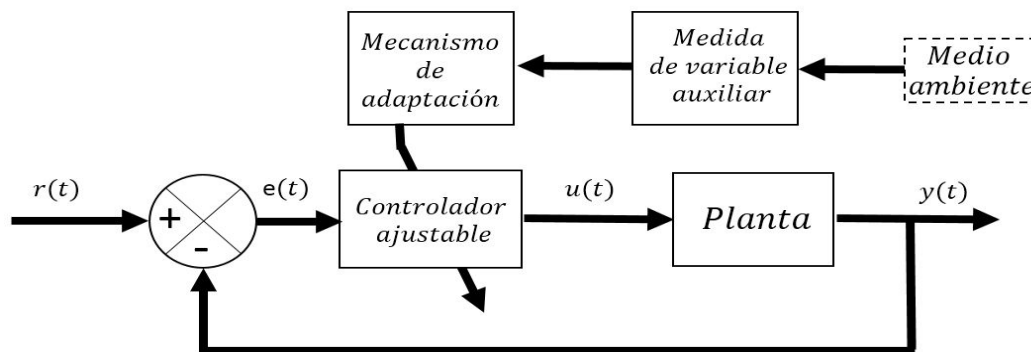 Mecanismo
de
adaptación
Medida
de variable
auxiliar
Medio
ambiente
r(t)
+
-
e(t)
Controlador
ajustable
u(t)
Planta
y(t)